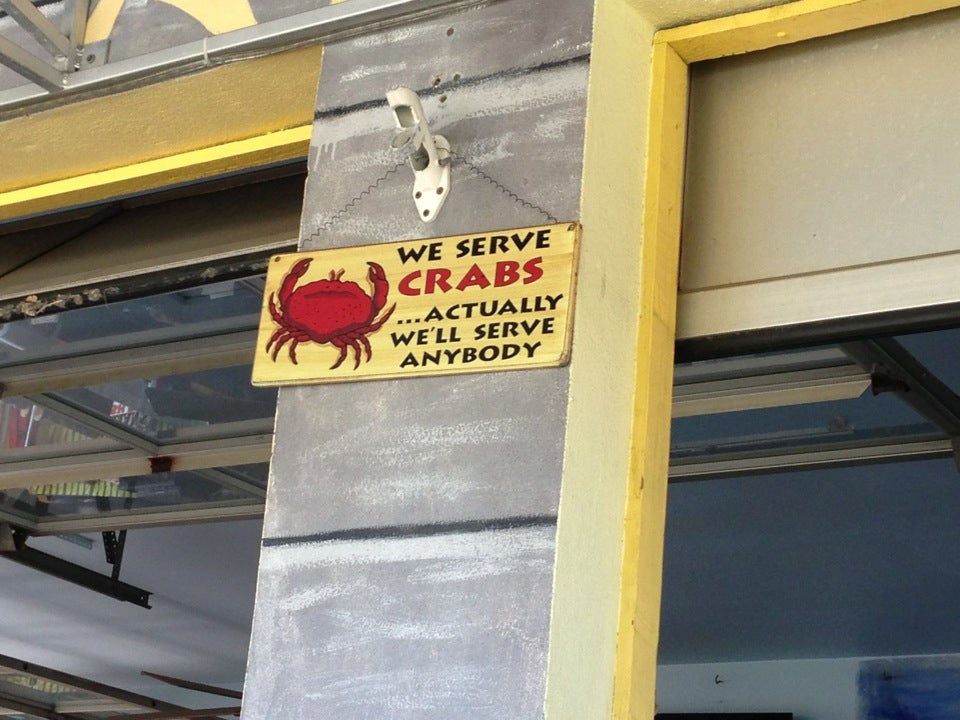 WE SERVE
CRABS
...ACTUALLY
WE'LL SERVE
ANYBODY